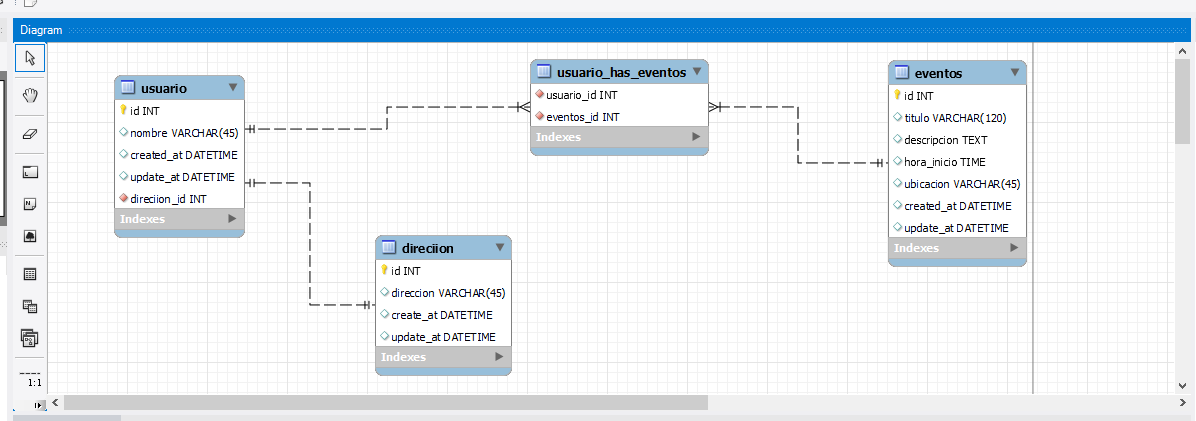 Diagram
usuario
id INT
nombre VARCHAR(45)
created_at DATETIME
update_at DATETIME
direciion_id INT
Indexes
usuario_has_eventos
usuario_id INT
eventos_id INT
Indexes
eventos
id INT
titulo VARCHAR(120)
descripcion TEXT
hora_inicio TIME
ubicacion VARCHAR(45)
created_at DATETIME
update_at DATETIME
Indexes
direciion
id INT
direccion VARCHAR(45)
create_at DATETIME
update_at DATETIME
Indexes
1:1